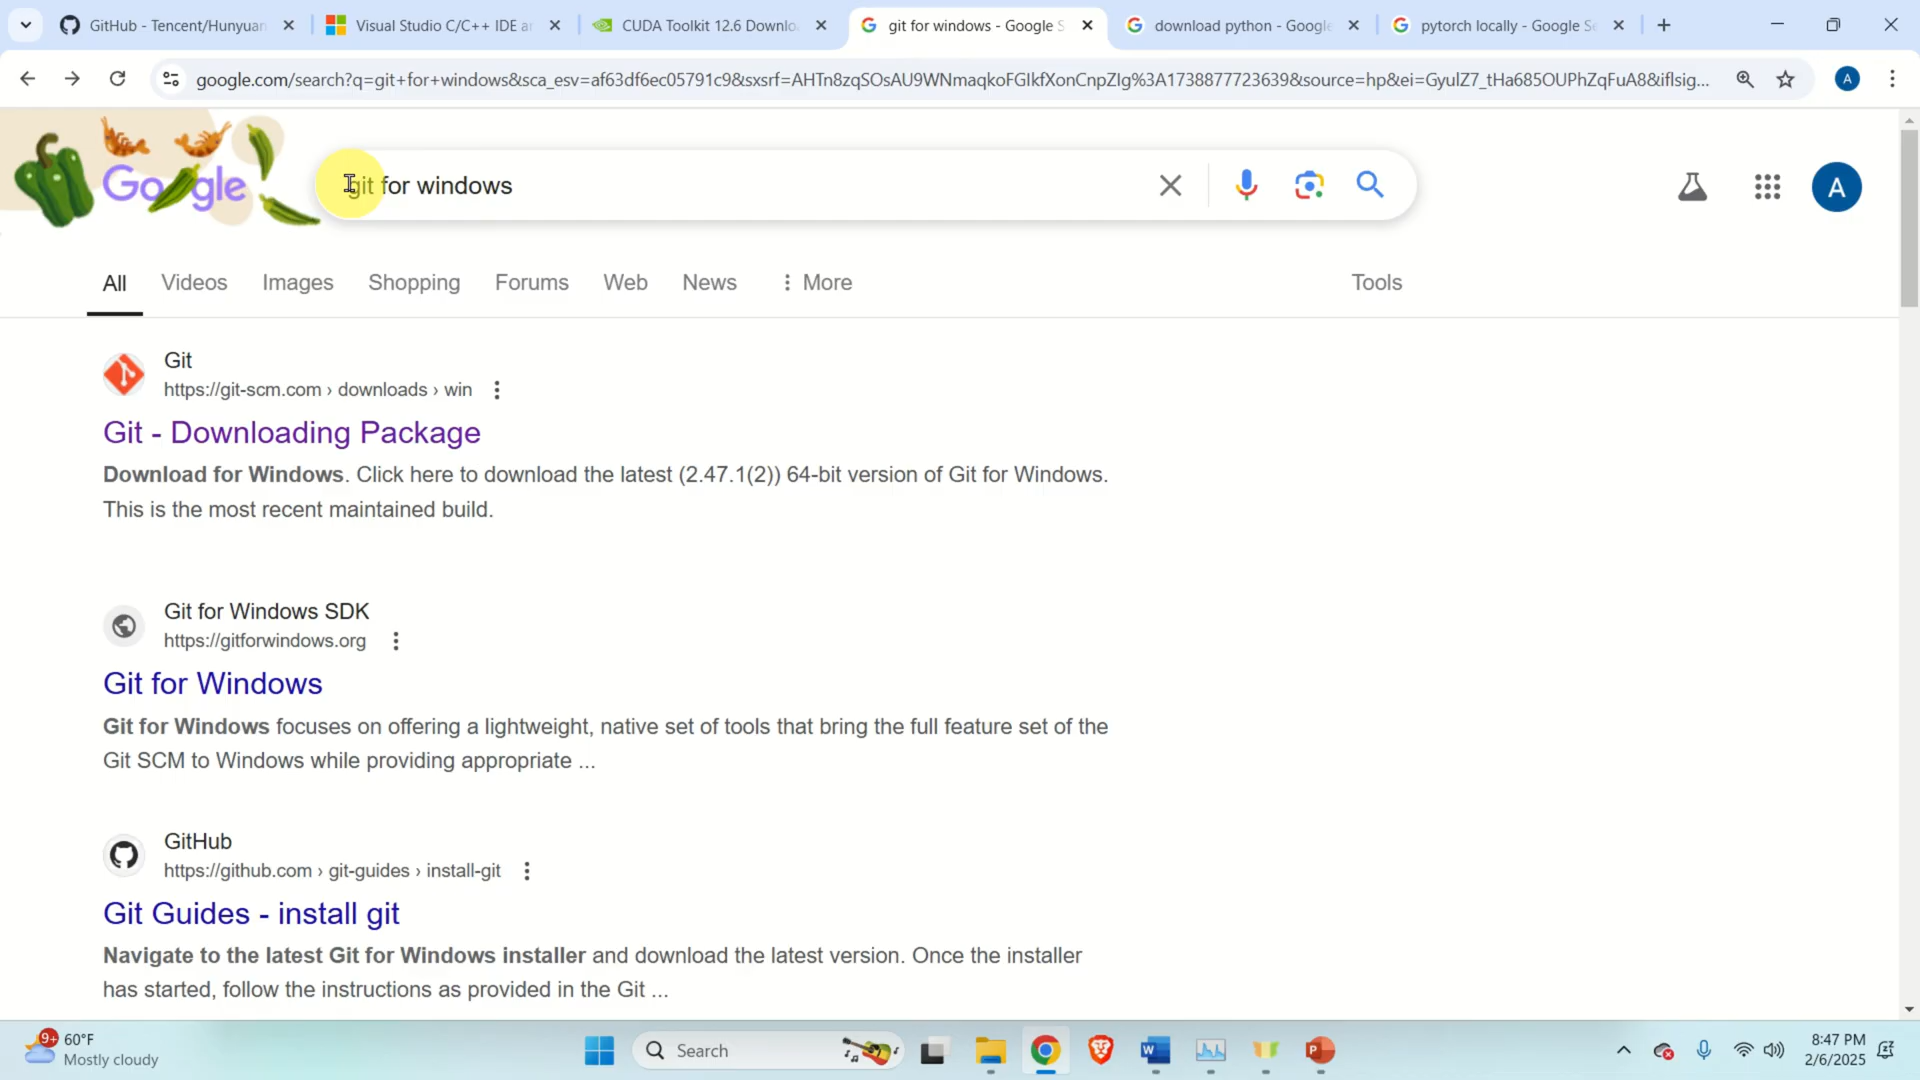 GitHub - Tencent/Hunyuan
Visual Studio C/C++ IDE an
CUDA Toolkit 12.6 Downlo
git for windows - Google S
download python - Google
pytorch locally - Google Se
google.com/search?q=git+for+windows&sca_esv=af63df6ec05791c9&sxsrf=AHTn8zqSOsAU9WNmaqkoFGIkfXonCnpZIg%3A1738877723639&source=hp&ei=GyulZ7_tHa685OUPhZqFuA8&iflsig...
A
Google
git for windows
A
All Videos Images Shopping Forums Web News More Tools
Git
https://git-scm.com › downloads › win
Git - Downloading Package
Download for Windows. Click here to download the latest (2.47.1(2)) 64-bit version of Git for Windows.
This is the most recent maintained build.
Git for Windows SDK
https://gitforwindows.org
Git for Windows
Git for Windows focuses on offering a lightweight, native set of tools that bring the full feature set of the
Git SCM to Windows while providing appropriate ...
GitHub
https://github.com › git-guides › install-git
Git Guides - install git
Navigate to the latest Git for Windows installer and download the latest version. Once the installer
has started, follow the instructions as provided in the Git ...
9+
60°F
Mostly cloudy
Search
W
P
8:47 PM
2/6/2025